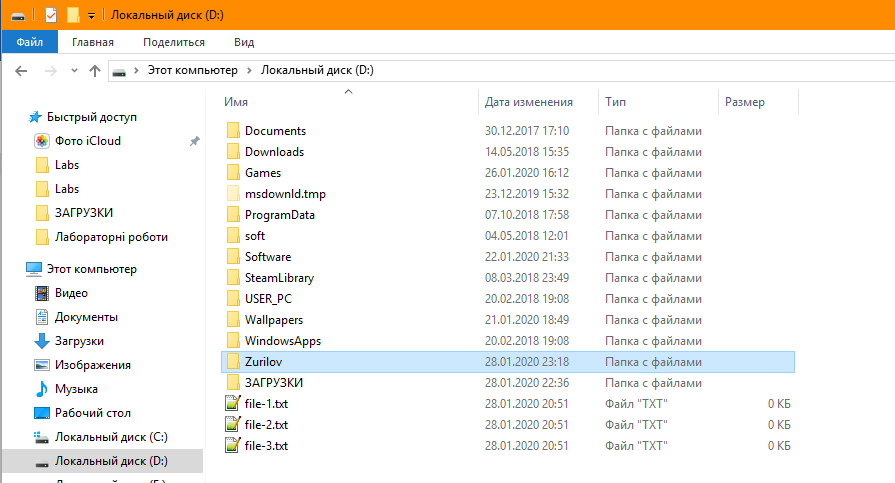 Локальный диск (D:)
Файл Главная Поделиться Вид
Этот компьютер Локальный диск (D:)
Имя Дата изменения Тип Размер
Быстрый доступ
Фото iCloud
Labs
Labs
ЗАГРУЗКИ
Лабораторні роботи
Этот компьютер
Видео
Документы
Загрузки
Изображения
Музыка
Рабочий стол
Локальный диск (C:)
Локальный диск (D:)
Documents 30.12.2017 17:10 Папка с файлами
Downloads 14.05.2018 15:35 Папка с файлами
Games 26.01.2020 16:12 Папка с файлами
msdownld.tmp 23.12.2019 15:32 Папка с файлами
ProgramData 07.10.2018 17:58 Папка с файлами
soft 04.05.2018 12:01 Папка с файлами
Software 22.01.2020 21:33 Папка с файлами
SteamLibrary 08.03.2018 23:49 Папка с файлами
USER_PC 20.02.2018 19:08 Папка с файлами
Wallpapers 21.01.2020 18:49 Папка с файлами
WindowsApps 20.02.2018 19:08 Папка с файлами
Zurilov 28.01.2020 23:18 Папка с файлами
ЗАГРУЗКИ 28.01.2020 22:36 Папка с файлами
file-1.txt 28.01.2020 20:51 Файл "TXT" 0 КБ
file-2.txt 28.01.2020 20:51 Файл "TXT" 0 КБ
file-3.txt 28.01.2020 20:51 Файл "TXT" 0 КБ